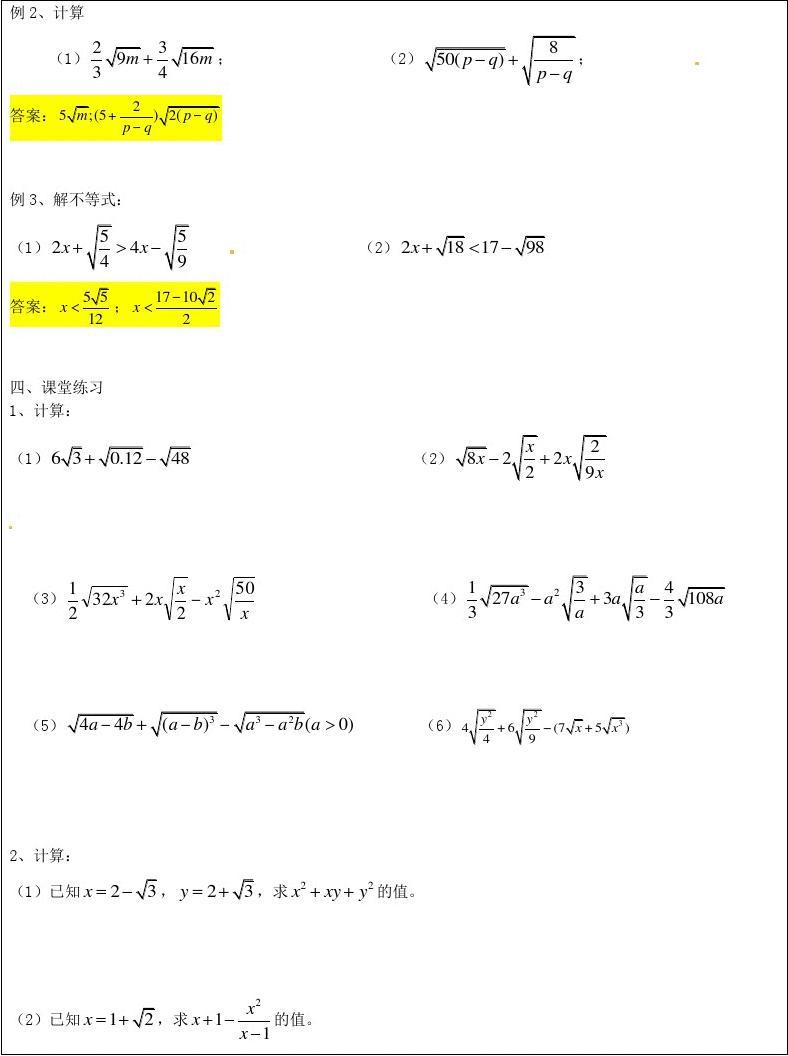 例 2、计算
（1）$\frac{2}{3}\sqrt{9m}+\frac{3}{4}\sqrt{16m}$；（2）$\sqrt{50(p-q)}+\sqrt{\frac{8}{p-q}}$；
答案：$5\sqrt{m};(5+\frac{2}{p-q})\sqrt{2(p-q)}$
例 3、解不等式：
（1）$2x+\sqrt{\frac{5}{4}}>4x-\sqrt{\frac{5}{9}}$（2）$2x+\sqrt{18}<17-\sqrt{98}$
答案：$x<\frac{5\sqrt{5}}{12}$；$x<\frac{17-10\sqrt{2}}{2}$
四、课堂练习
1、计算：
（1）$6\sqrt{3}+\sqrt{0.12}-\sqrt{48}$（2）$\sqrt{8x}-2\sqrt{\frac{x}{2}}+2x\sqrt{\frac{2}{9x}}$
（3）$\frac{1}{2}\sqrt{32x^3}+2x\sqrt{\frac{x}{2}}-x^2\sqrt{\frac{50}{x}}$（4）$\frac{1}{3}\sqrt{27a^3}-a^2\sqrt{\frac{3}{a}}+3a\sqrt{\frac{a}{3}}-\frac{4}{3}\sqrt{108a}$
（5）$\sqrt{4a-4b}+\sqrt{(a-b)^3}-\sqrt{a^3-a^2b}(a>0)$（6）$4\sqrt{\frac{y^2}{4}}+6\sqrt{\frac{y^2}{9}}-(7\sqrt{x}+5\sqrt{x^3})$
2、计算：
（1）已知$x=2-\sqrt{3}$，$y=2+\sqrt{3}$，求$x^2+xy+y^2$的值。
（2）已知$x=1+\sqrt{2}$，求$x+1-\frac{x^2}{x-1}$的值。